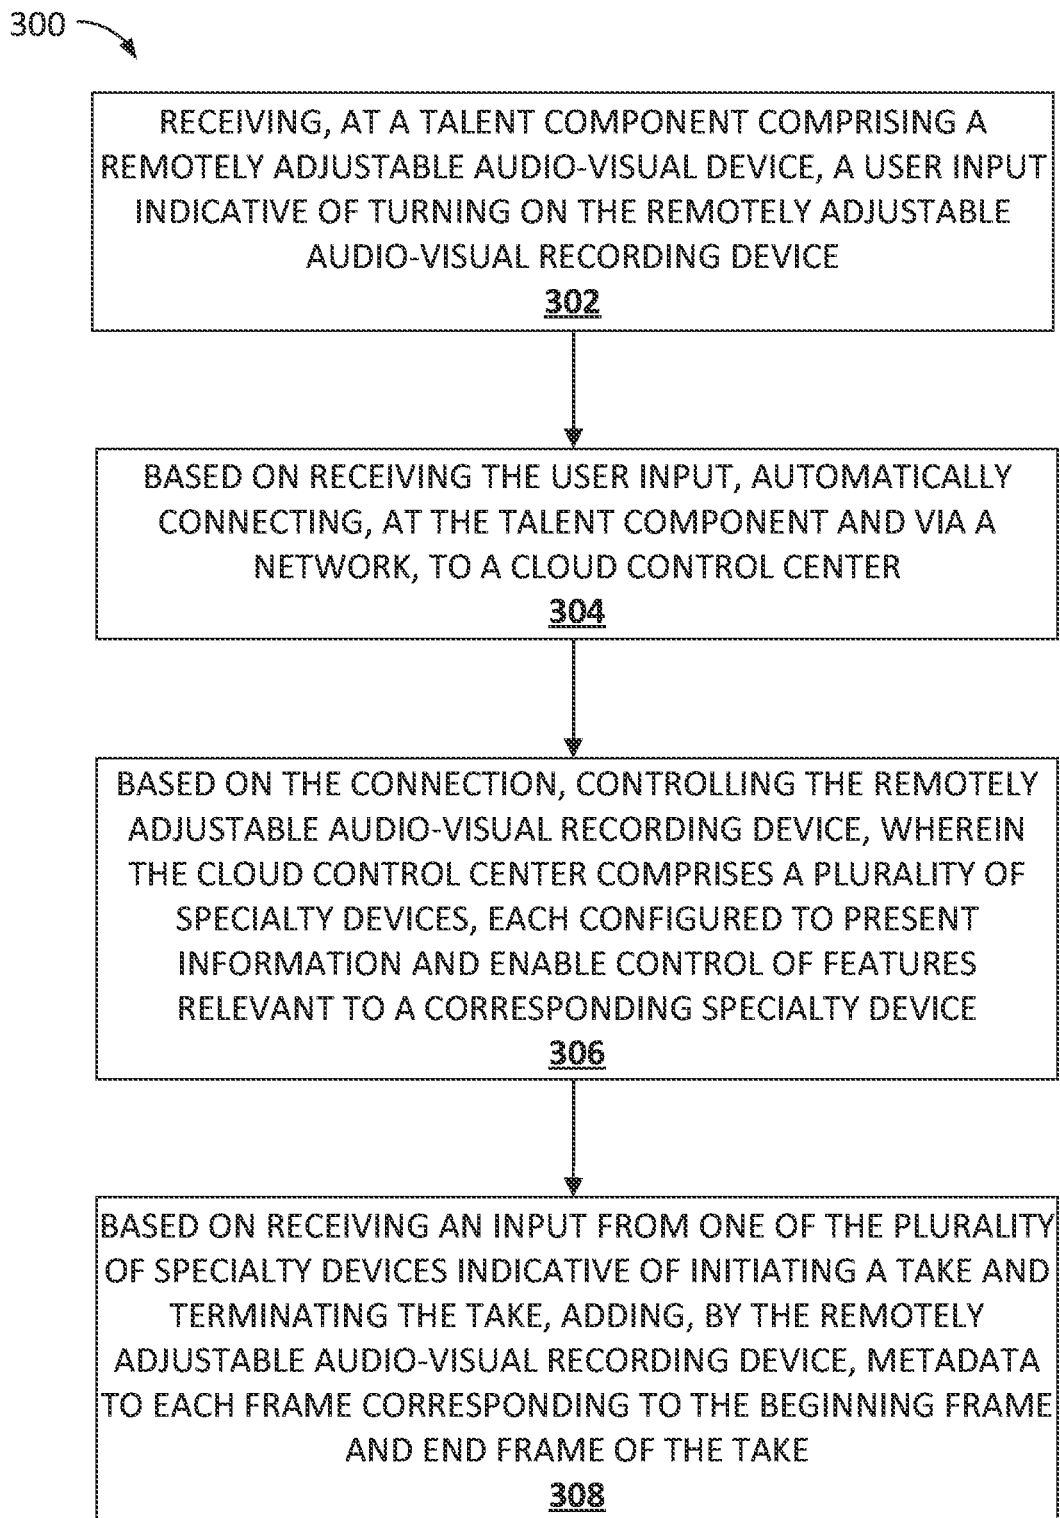 300
RECEIVING, AT A TALENT COMPONENT COMPRISING A
REMOTELY ADJUSTABLE AUDIO-VISUAL DEVICE, A USER INPUT
INDICATIVE OF TURNING ON THE REMOTELY ADJUSTABLE
AUDIO-VISUAL RECORDING DEVICE
302
BASED ON RECEIVING THE USER INPUT, AUTOMATICALLY
CONNECTING, AT THE TALENT COMPONENT AND VIA A
NETWORK, TO A CLOUD CONTROL CENTER
304
BASED ON THE CONNECTION, CONTROLLING THE REMOTELY
ADJUSTABLE AUDIO-VISUAL RECORDING DEVICE, WHEREIN
THE CLOUD CONTROL CENTER COMPRISES A PLURALITY OF
SPECIALTY DEVICES, EACH CONFIGURED TO PRESENT
INFORMATION AND ENABLE CONTROL OF FEATURES
RELEVANT TO A CORRESPONDING SPECIALTY DEVICE
306
BASED ON RECEIVING AN INPUT FROM ONE OF THE PLURALITY
OF SPECIALTY DEVICES INDICATIVE OF INITIATING A TAKE AND
TERMINATING THE TAKE, ADDING, BY THE REMOTELY
ADJUSTABLE AUDIO-VISUAL RECORDING DEVICE, METADATA
TO EACH FRAME CORRESPONDING TO THE BEGINNING FRAME
AND END FRAME OF THE TAKE
308